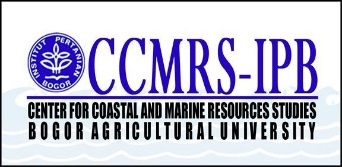 INSTITUT PERTANIAN
BOGOR
CCMRS-IPB
CENTER FOR COASTAL AND MARINE RESOURCES STUDIES
BOGOR AGRICULTURAL UNIVERSITY